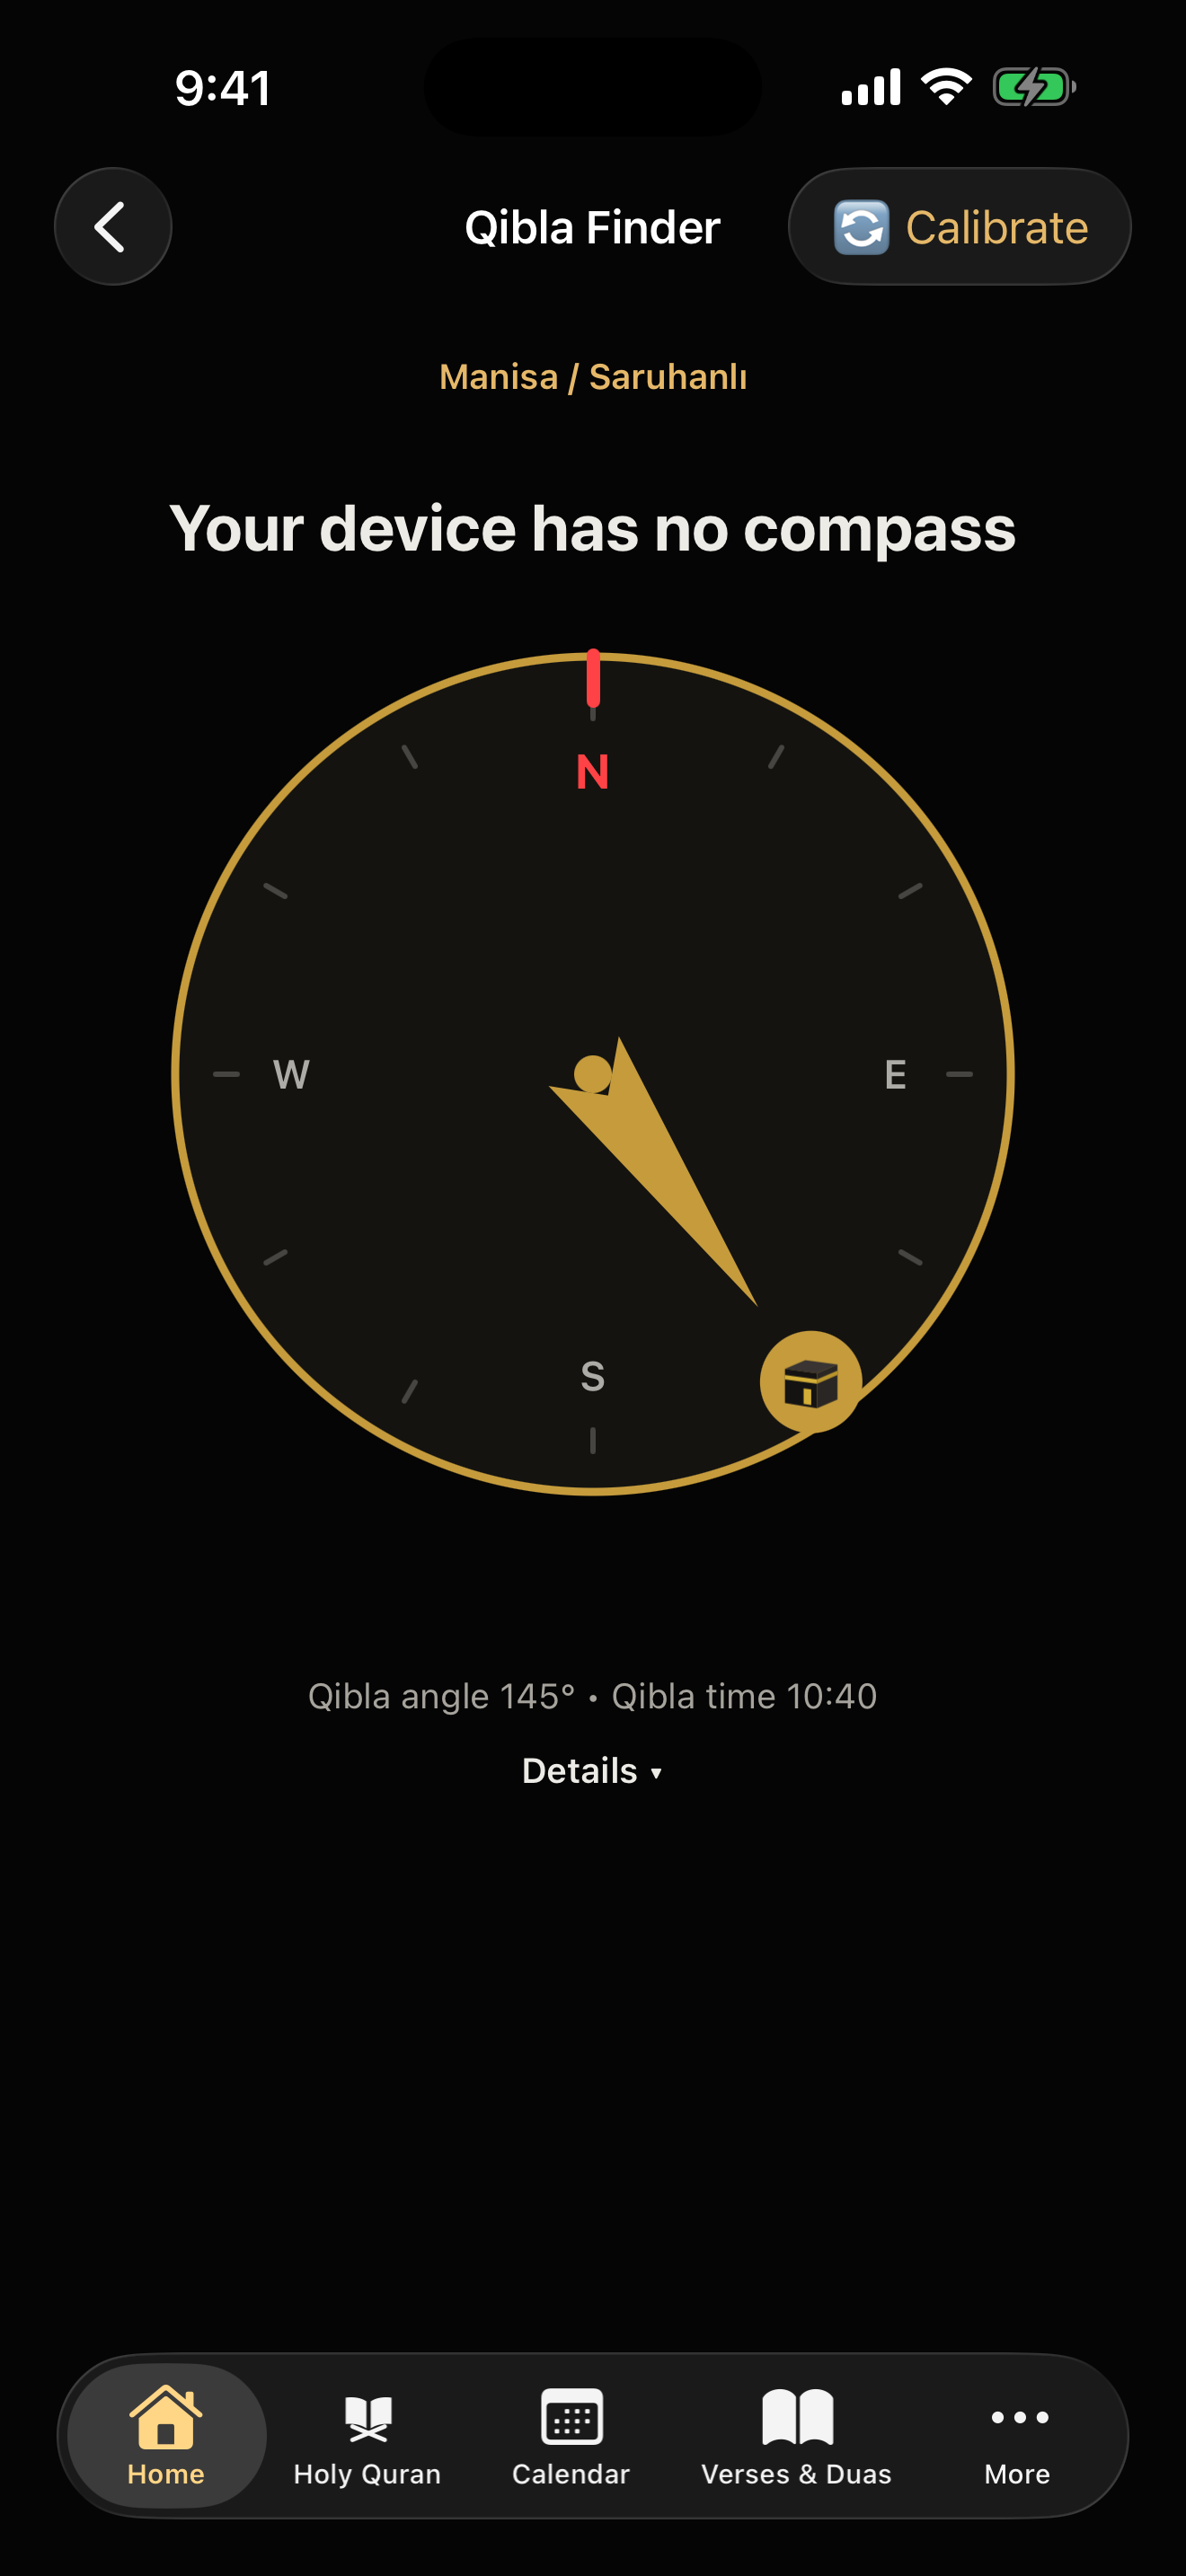 9:41
Qibla Finder
Calibrate
Manisa / Saruhanlı
Your device has no compass
N
W
E
S
Qibla angle 145° • Qibla time 10:40
Details ▾
Home
Holy Quran
Calendar
Verses & Duas
More